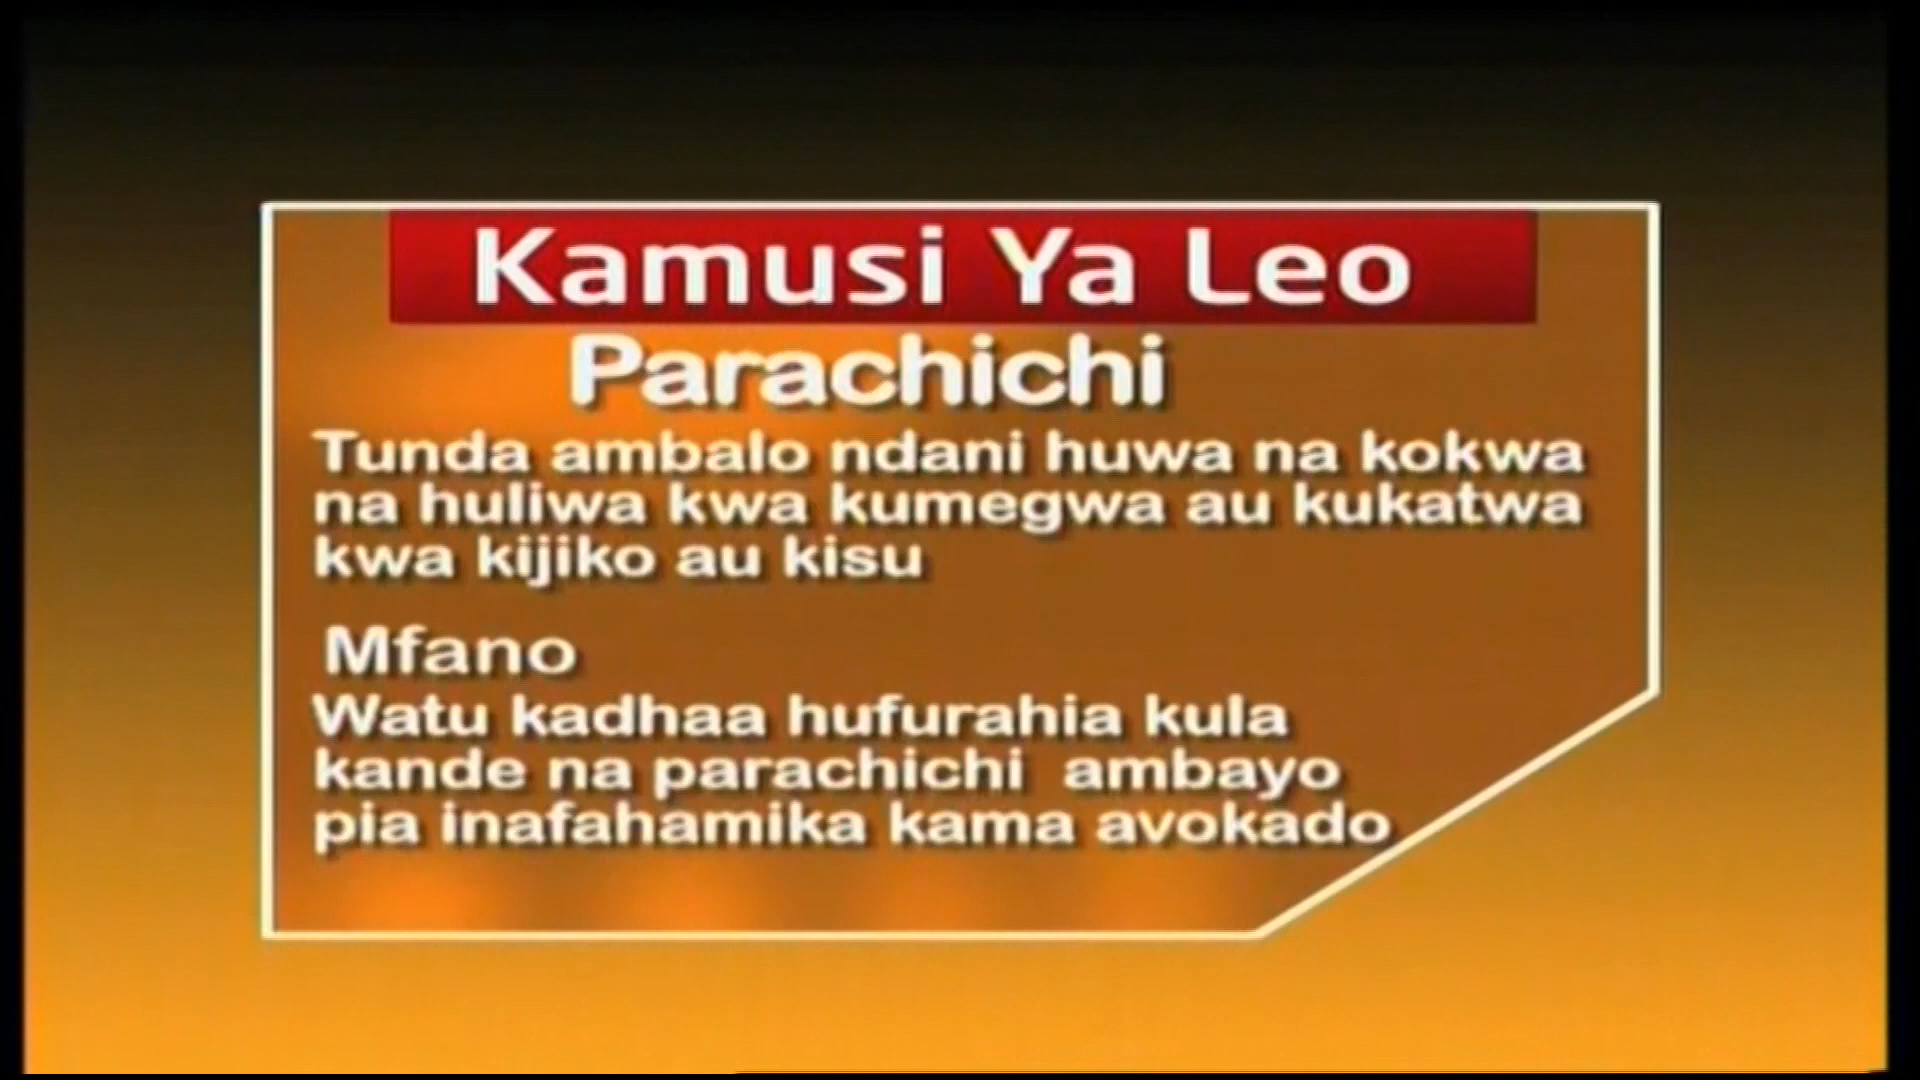 Kamusi Ya Leo
Parachichi
Tunda ambalo ndani huwa na kokwa
na huliwa kwa kumegwa au kukatwa
kwa kijiko au kisu
Mfano
Watu kadhaa hufurahia kula
kande na parachichi ambayo
pia inafahamika kama avokado